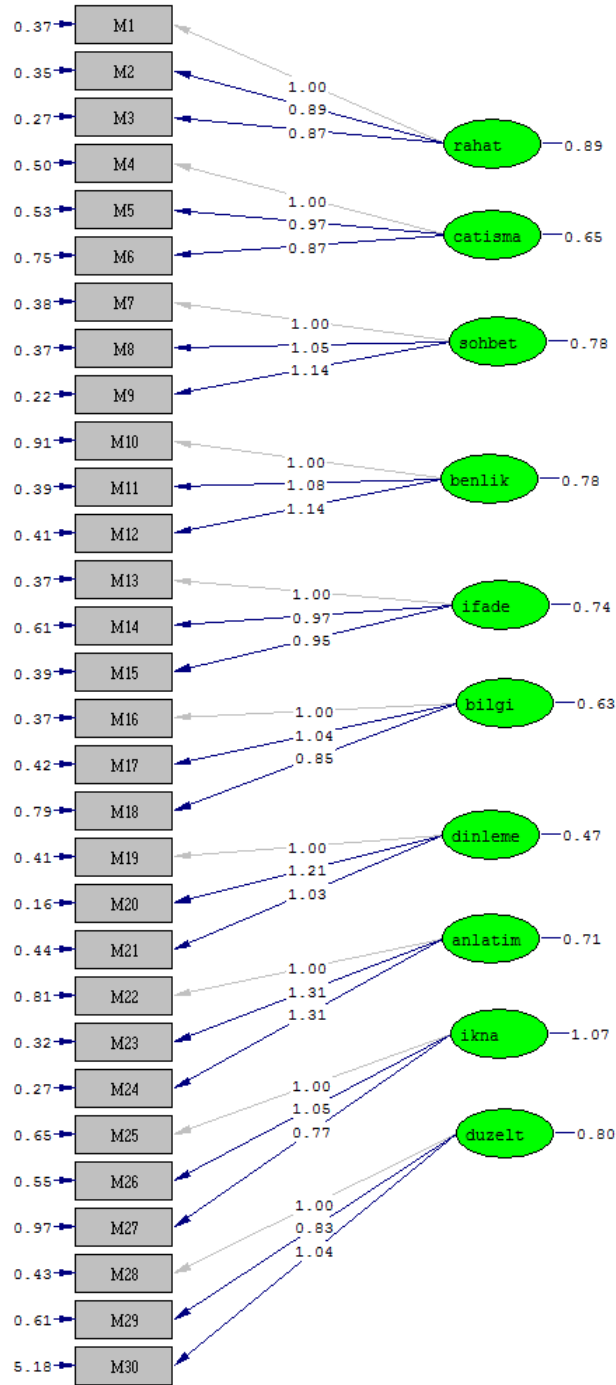 0.37 M1
1.00
0.35 M2
0.89
0.27 M3
0.87
rahat 0.89
0.50 M4
1.00
0.53 M5
0.97
catisma 0.65
0.75 M6
0.87
0.38 M7
1.00
0.37 M8
1.05
sohbet 0.78
0.22 M9
1.14
0.91 M10
1.00
0.39 M11
1.08
benlik 0.78
0.41 M12
1.14
0.37 M13
1.00
ifade 0.74
0.61 M14
0.97
0.39 M15
0.95
0.37 M16
1.00
bilgi 0.63
0.42 M17
1.04
0.79 M18
0.85
0.41 M19
1.00
dinleme 0.47
0.16 M20
1.21
0.44 M21
1.03
0.81 M22
1.00
anlatim 0.71
0.32 M23
1.31
0.27 M24
1.31
ikna 1.07
0.65 M25
1.00
0.55 M26
1.05
0.97 M27
0.77
duzelt 0.80
0.43 M28
1.00
0.61 M29
0.83
5.18 M30
1.04